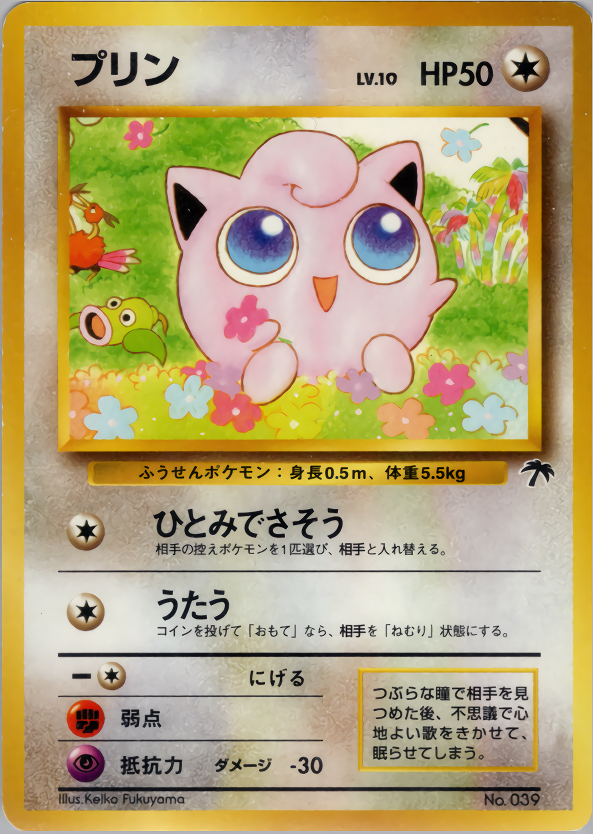 プリン
LV.10 HP50
ふうせんポケモン：身長0.5m、体重5.5kg
ひとみでさそう
相手の控えポケモンを1匹選び、相手と入れ替える。
うたう
コインを投げて「おもて」なら、相手を「ねむり」状態にする。
にげる
弱点
抵抗力 ダメージ -30
つぶらな瞳で相手を見
つめた後、不思議で心
地よい歌をきかせて、
眠らせてしまう。
Illus.Keiko Fukuyama
No. 039